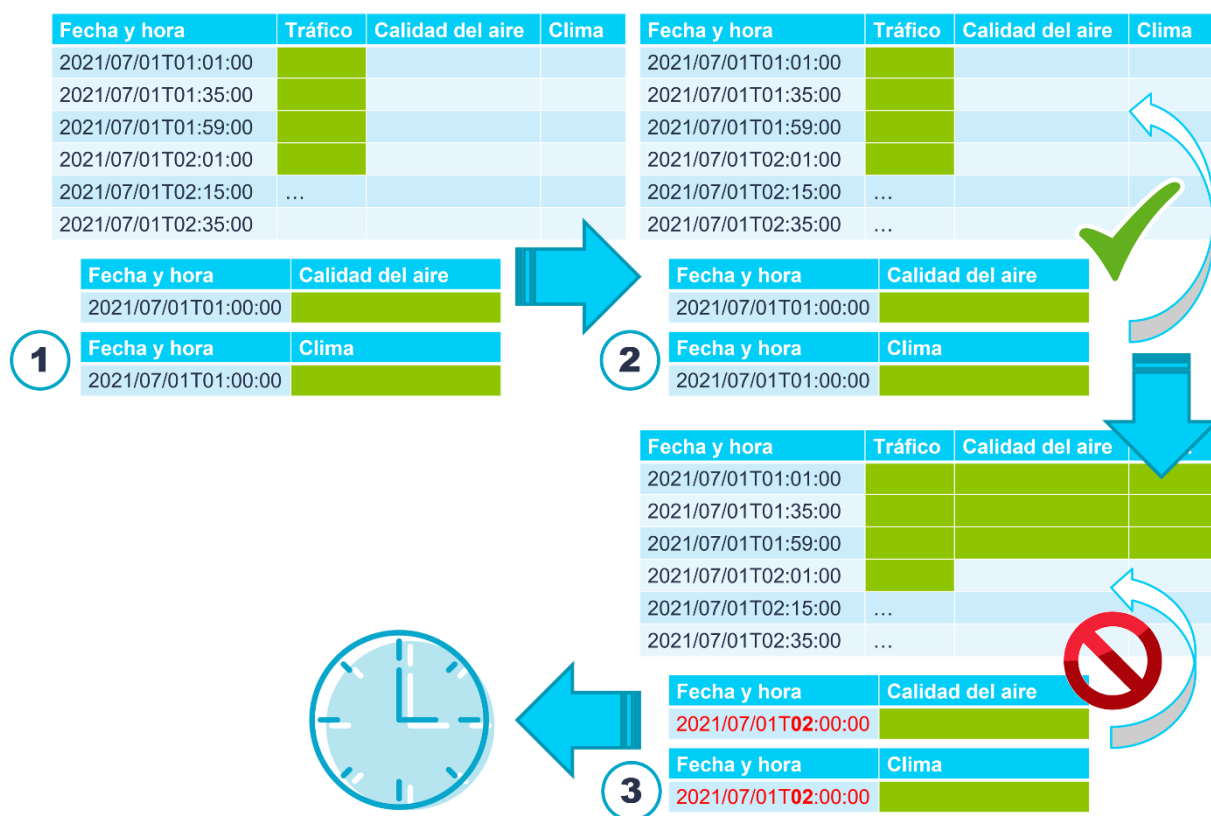 Fecha y hora Tráfico Calidad del aire Clima
2021/07/01T01:01:00
2021/07/01T01:35:00
2021/07/01T01:59:00
2021/07/01T02:01:00
2021/07/01T02:15:00 …
2021/07/01T02:35:00
Fecha y hora Calidad del aire
2021/07/01T01:00:00
1
Fecha y hora Clima
2021/07/01T01:00:00
Fecha y hora Tráfico Calidad del aire Clima
2021/07/01T01:01:00
2021/07/01T01:35:00
2021/07/01T01:59:00
2021/07/01T02:01:00
2021/07/01T02:15:00 …
2021/07/01T02:35:00 …
Fecha y hora Calidad del aire
2021/07/01T01:00:00
2
Fecha y hora Clima
2021/07/01T01:00:00
Fecha y hora Tráfico Calidad del aire
2021/07/01T01:01:00
2021/07/01T01:35:00
2021/07/01T01:59:00
2021/07/01T02:01:00
2021/07/01T02:15:00 …
2021/07/01T02:35:00 …
Fecha y hora Calidad del aire
2021/07/01T02:00:00
3
Fecha y hora Clima
2021/07/01T02:00:00